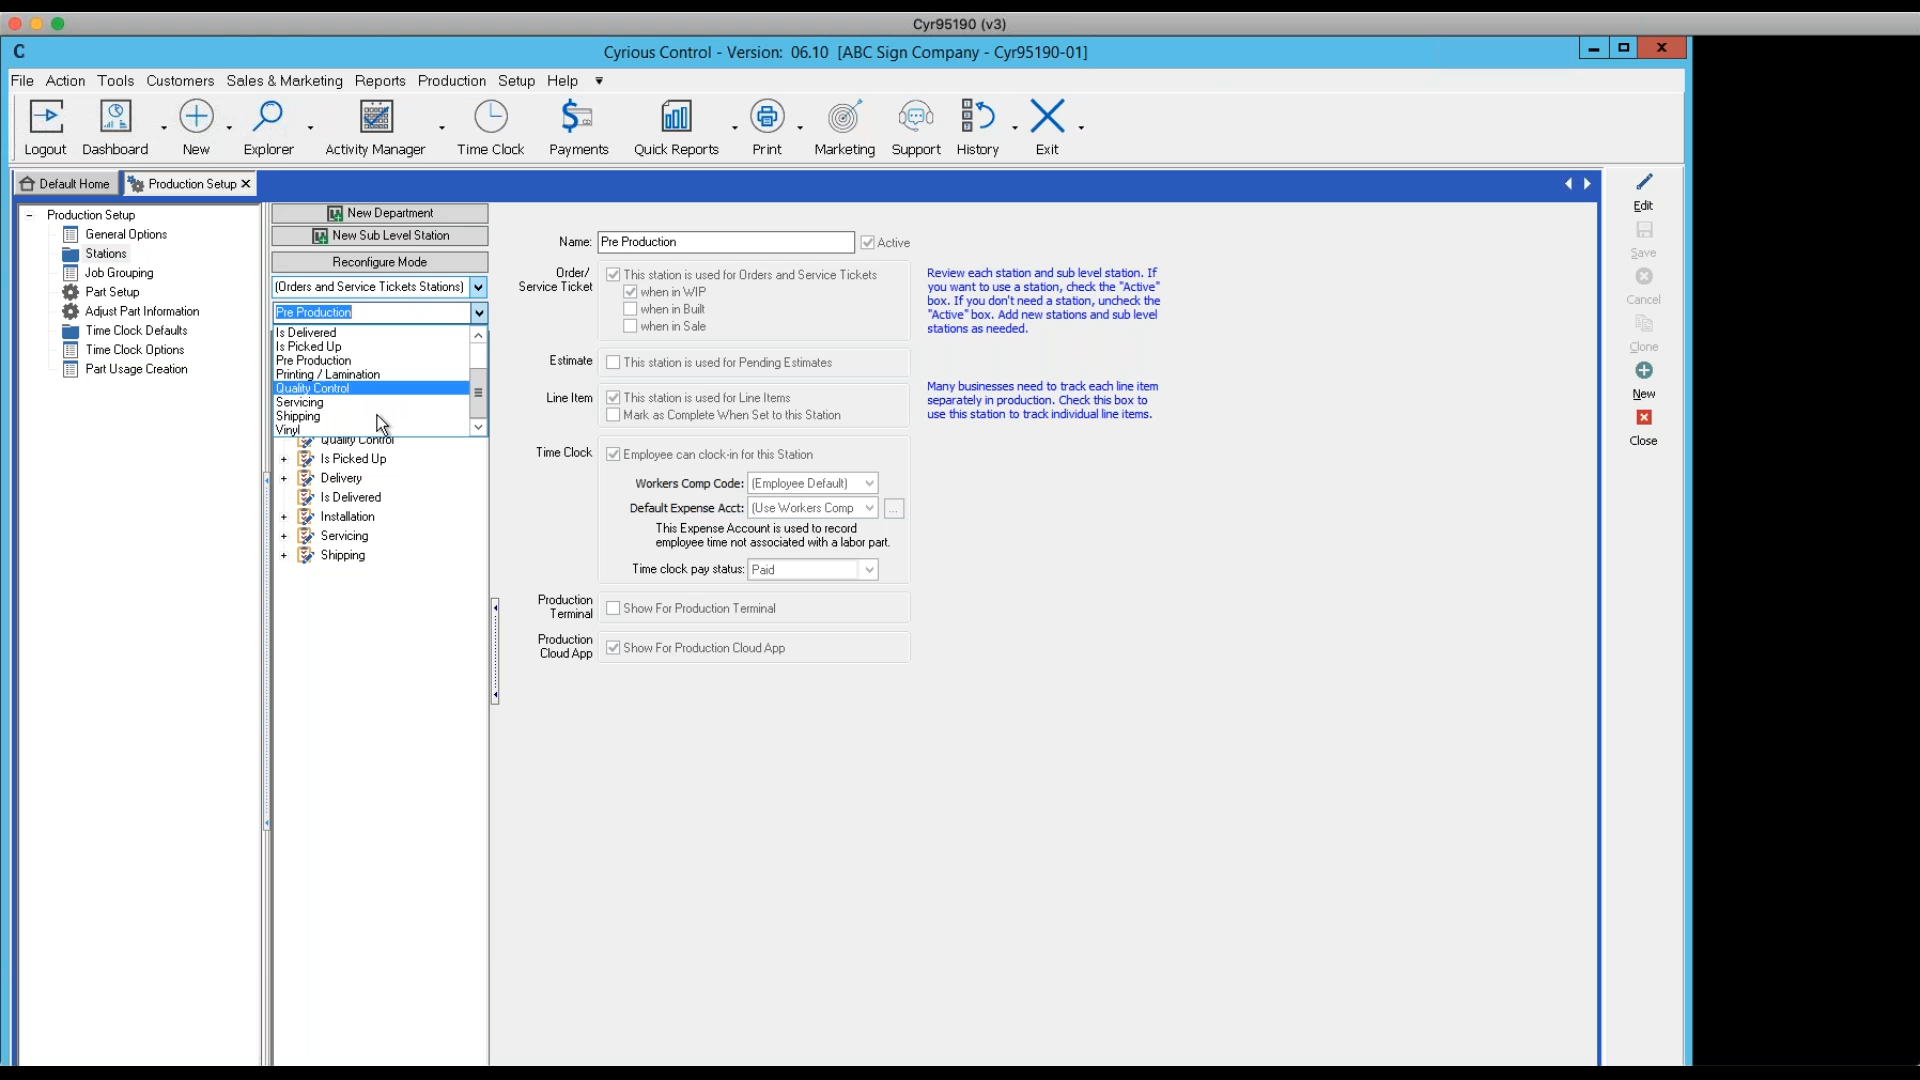 Cyr95190 (v3)
C
Cyrious Control - Version: 06.10 [ABC Sign Company - Cyr95190-01]
File Action Tools Customers Sales & Marketing Reports Production Setup Help
Logout Dashboard New Explorer Activity Manager Time Clock Payments Quick Reports Print Marketing Support History Exit
Default Home
Production Setup
Production Setup
General Options
Stations
Job Grouping
Part Setup
Adjust Part Information
Time Clock Defaults
Time Clock Options
Part Usage Creation
New Department
New Sub Level Station
Reconfigure Mode
(Orders and Service Tickets Stations)
Pre Production
Is Delivered
Is Picked Up
Pre Production
Printing / Lamination
Quality Control
Servicing
Shipping
Vinyl
Quality Control
Is Picked Up
Delivery
Is Delivered
Installation
Servicing
Shipping
Name: Pre Production Active
Order/
Service Ticket
This station is used for Orders and Service Tickets
when in WIP
when in Built
when in Sale
Estimate This station is used for Pending Estimates
Line Item This station is used for Line Items
Mark as Complete When Set to this Station
Time Clock Employee can clock-in for this Station
Workers Comp Code: (Employee Default)
Default Expense Acct: (Use Workers Comp ...
This Expense Account is used to record
employee time not associated with a labor part.
Time clock pay status: Paid
Production
Terminal
Show For Production Terminal
Production
Cloud App
Show For Production Cloud App
Review each station and sub level station. If
you want to use a station, check the "Active"
box. If you don't need a station, uncheck the
"Active" box. Add new stations and sub level
stations as needed.
Many businesses need to track each line item
separately in production. Check this box to
use this station to track individual line items.
Edit
Save
Cancel
Clone
New
Close